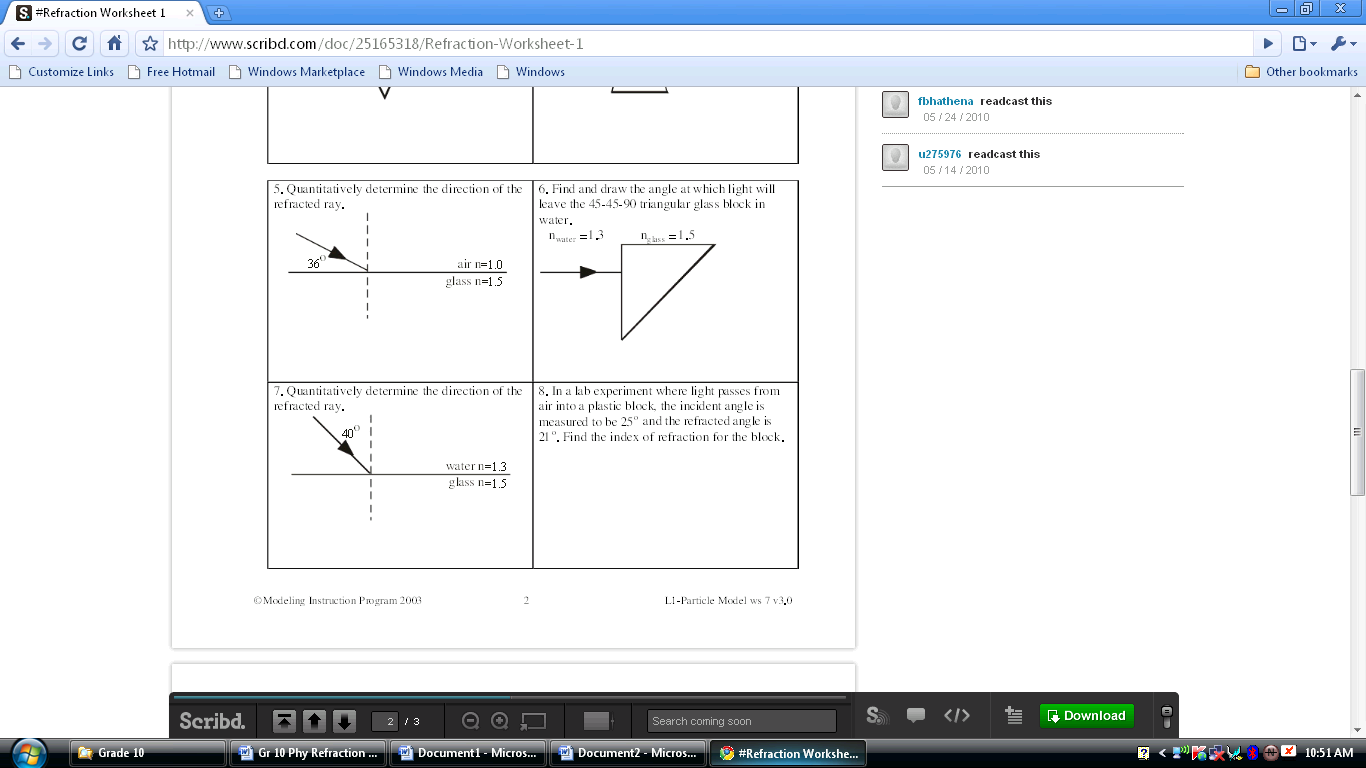 #Refraction Worksheet 1
http://www.scribd.com/doc/25165318/Refraction-Worksheet-1
Customize Links Free Hotmail Windows Marketplace Windows Media Windows Other bookmarks
fbhathena readcast this
05 / 24 / 2010
u275976 readcast this
05 / 14 / 2010
5. Quantitatively determine the direction of the
refracted ray.
36°
air n=1.0
glass n=1.5
6. Find and draw the angle at which light will
leave the 45-45-90 triangular glass block in
water.
nwater =1.3 nglass =1.5
7. Quantitatively determine the direction of the
refracted ray.
40°
water n=1.3
glass n=1.5
8. In a lab experiment where light passes from
air into a plastic block, the incident angle is
measured to be 25° and the refracted angle is
21°. Find the index of refraction for the block.
©Modeling Instruction Program 2003 2 L1-Particle Model ws 7 v3.0
Scribd. 2 / 3 Search coming soon Download
Grade 10 Gr 10 Phy Refraction ... Document1 - Micros... Document2 - Micros... #Refraction Workshe... 10:51 AM